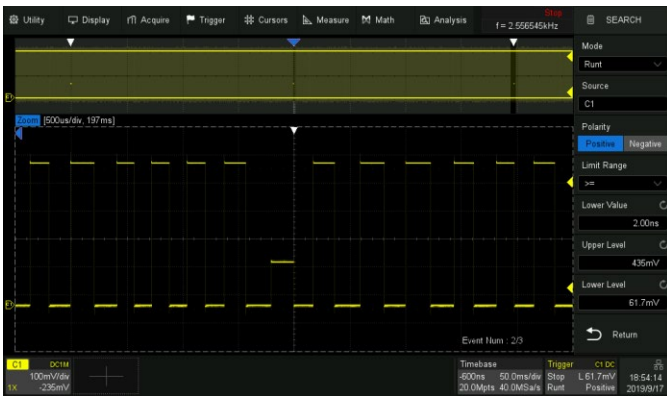 Utility Display Acquire Trigger Cursors Measure Math Analysis
Stop
f = 2.556545kHz
SEARCH
Mode
Runt
Source
C1
Polarity
Positive Negative
Limit Range
>=
Lower Value
2.00ns
Upper Level
435mV
Lower Level
61.7mV
Return
Zoom [500us/div, 197ms]
Event Num : 2/3
C1 DC1M
100mV/div
1X -235mV
Timebase
-600ns 50.0ms/div
20.0Mpts 40.0MSa/s
Trigger C1 DC
Stop L 61.7mV
Runt Positive
18:54:14
2019/9/17